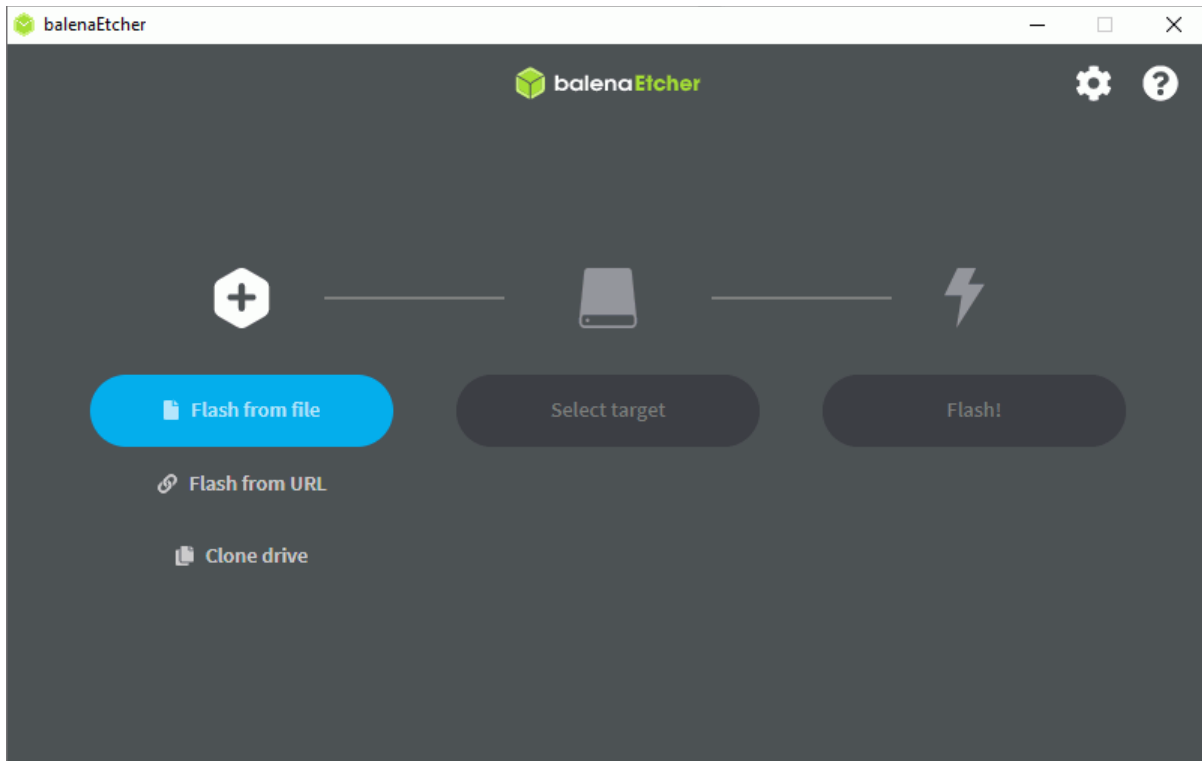 balenaEtcher
balenaEtcher
Flash from file
Select target
Flash!
Flash from URL
Clone drive